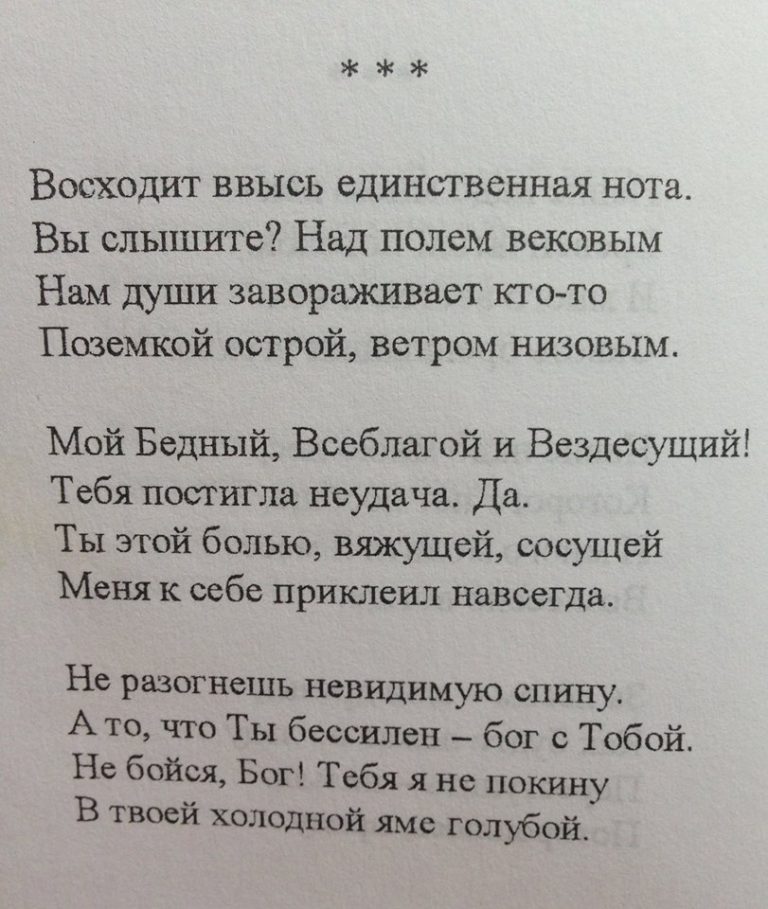 * * *
Восходит ввысь единственная нота.
Вы слышите? Над полем вековым
Нам души завораживает кто-то
Поземкой острой, ветром низовым.
Мой Бедный, Всеблагой и Вездесущий!
Тебя постигла неудача. Да.
Ты этой болью, вяжущей, сосущей
Меня к себе приклеил навсегда.
Не разогнешь невидимую спину.
А то, что Ты бессилен – бог с Тобой.
Не бойся, Бог! Тебя я не покину
В твоей холодной яме голубой.